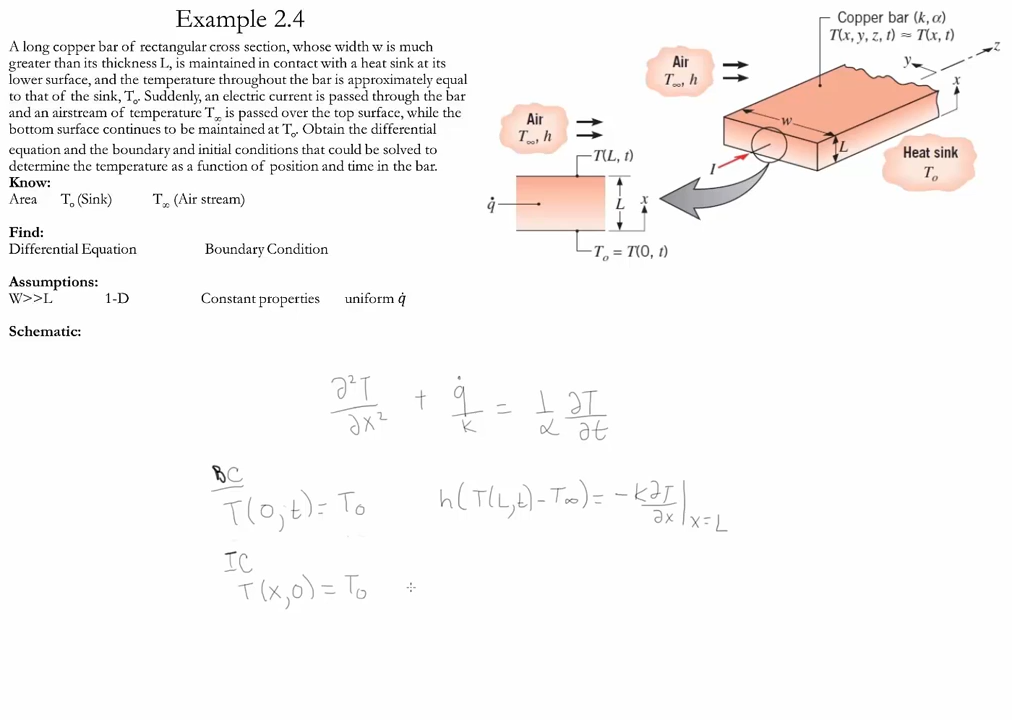 Example 2.4
A long copper bar of rectangular cross section, whose width w is much
greater than its thickness L, is maintained in contact with a heat sink at its
lower surface, and the temperature throughout the bar is approximately equal
to that of the sink, Tₒ. Suddenly, an electric current is passed through the bar
and an airstream of temperature T∞ is passed over the top surface, while the
bottom surface continues to be maintained at Tₒ. Obtain the differential
equation and the boundary and initial conditions that could be solved to
determine the temperature as a function of position and time in the bar.
Know:
Area Tₒ (Sink) T∞ (Air stream)
Find:
Differential Equation Boundary Condition
Assumptions:
W>>L 1-D Constant properties uniform q̇
Schematic:
Copper bar (k, α)
T(x, y, z, t) ≈ T(x, t)
Air
T∞, h
y
z
x
w
L
I
Heat sink
Tₒ
Air
T∞, h
T(L, t)
q̇
L
x
Tₒ = T(0, t)
∂²T/∂x² + q̇/k = 1/α ∂T/∂t
BC
T(0,t) = T₀ h(T(L,t) - T∞) = -k ∂T/∂x |x=L
IC
T(x,0) = T₀